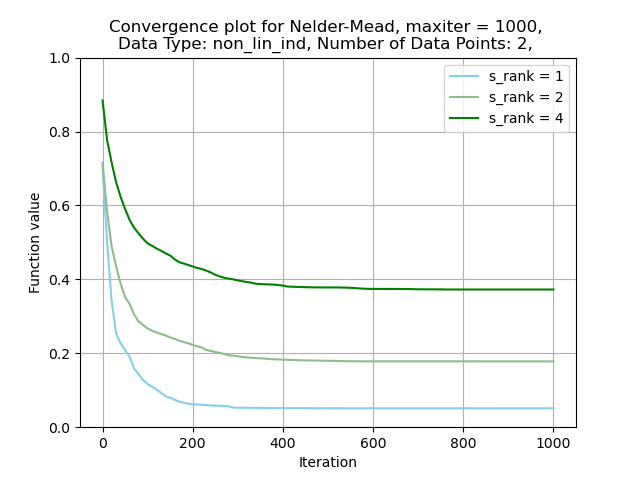 Convergence plot for Nelder-Mead, maxiter = 1000,
Data Type: non_lin_ind, Number of Data Points: 2,
1.0
0.8
0.6
0.4
0.2
0.0
Function value
s_rank = 1
s_rank = 2
s_rank = 4
0 200 400 600 800 1000
Iteration